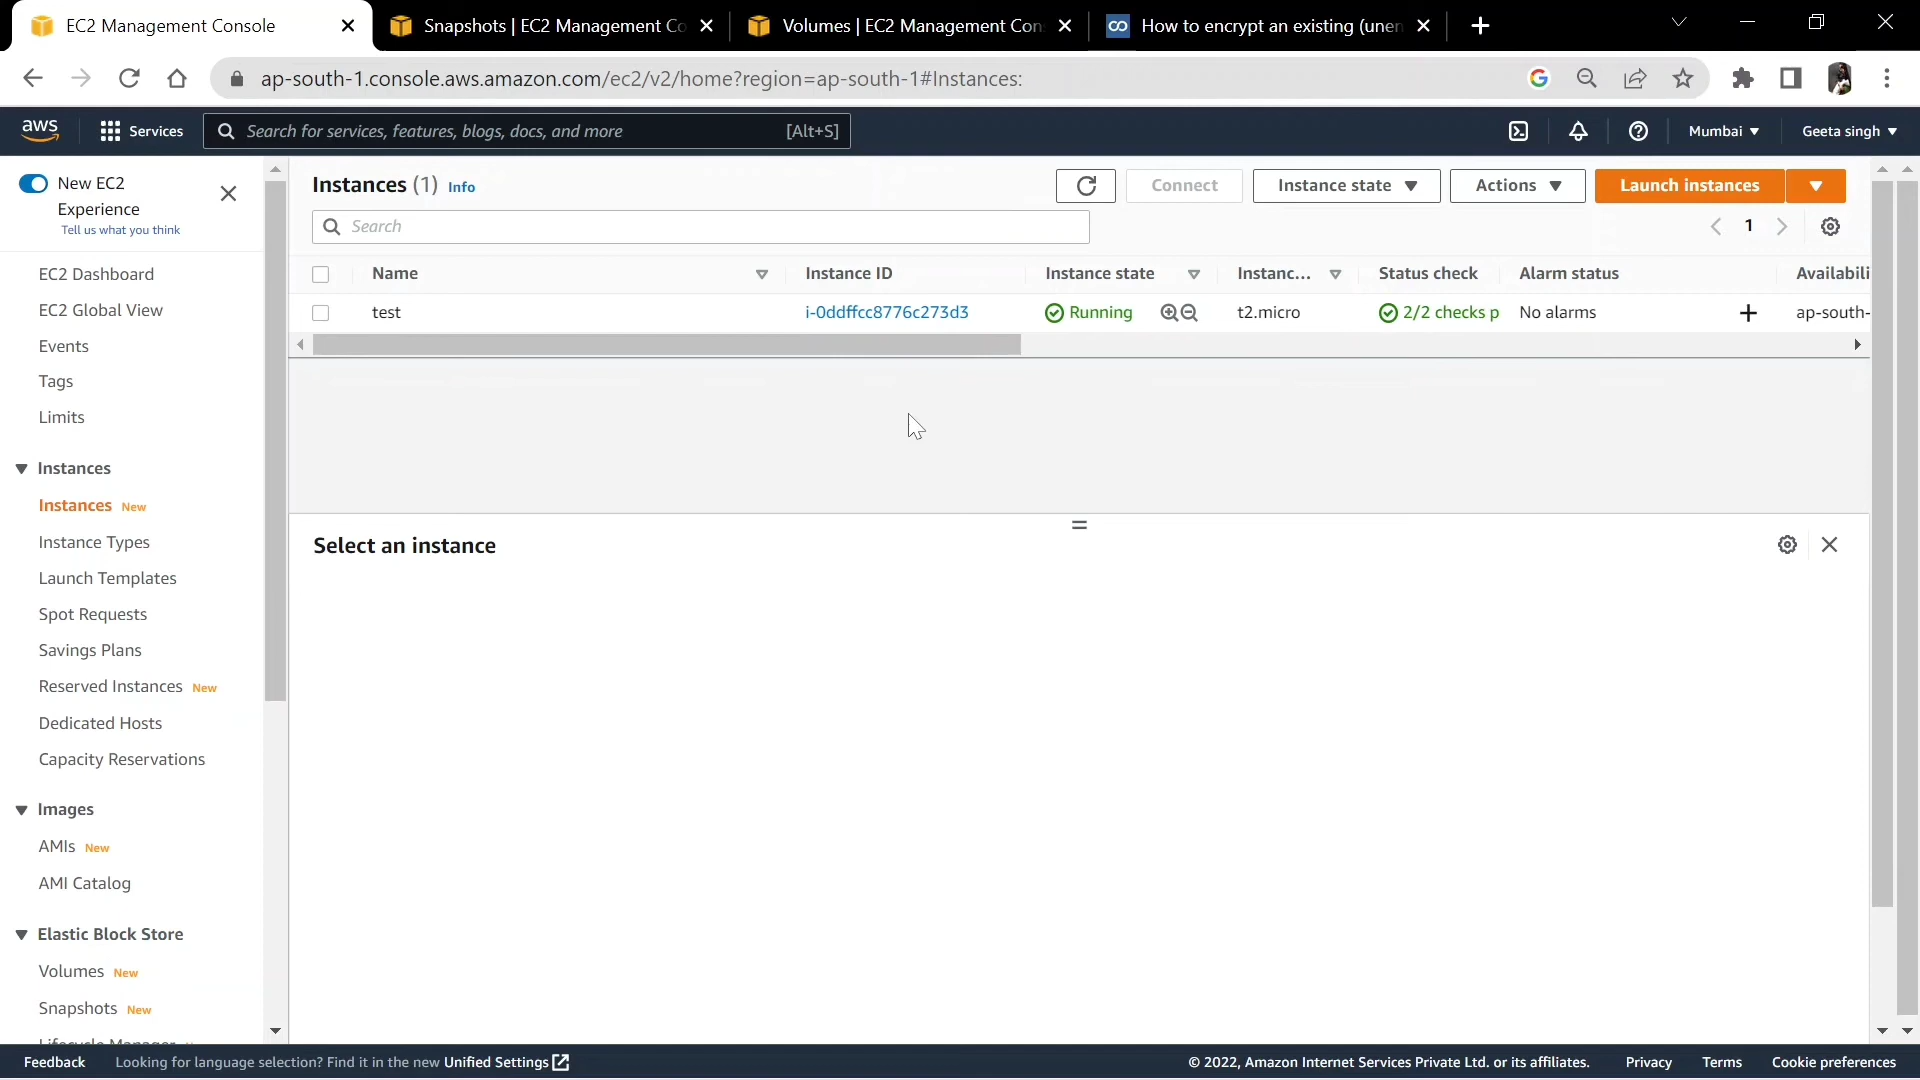 EC2 Management Console
Snapshots | EC2 Management Co
Volumes | EC2 Management Con
How to encrypt an existing (unen
ap-south-1.console.aws.amazon.com/ec2/v2/home?region=ap-south-1#Instances:
aws
Services
Search for services, features, blogs, docs, and more
[Alt+S]
Mumbai
Geeta singh
New EC2
Experience
Tell us what you think
EC2 Dashboard
EC2 Global View
Events
Tags
Limits
Instances
Instances New
Instance Types
Launch Templates
Spot Requests
Savings Plans
Reserved Instances New
Dedicated Hosts
Capacity Reservations
Images
AMIs New
AMI Catalog
Elastic Block Store
Volumes New
Snapshots New
Lifecycle Manager
Instances (1) Info
Connect
Instance state
Actions
Launch instances
Search
1
Name Instance ID Instance state Instanc... Status check Alarm status Availabili
test i-0ddffcc8776c273d3 Running t2.micro 2/2 checks p No alarms + ap-south-
Select an instance
Feedback
Looking for language selection? Find it in the new Unified Settings
© 2022, Amazon Internet Services Private Ltd. or its affiliates.
Privacy
Terms
Cookie preferences